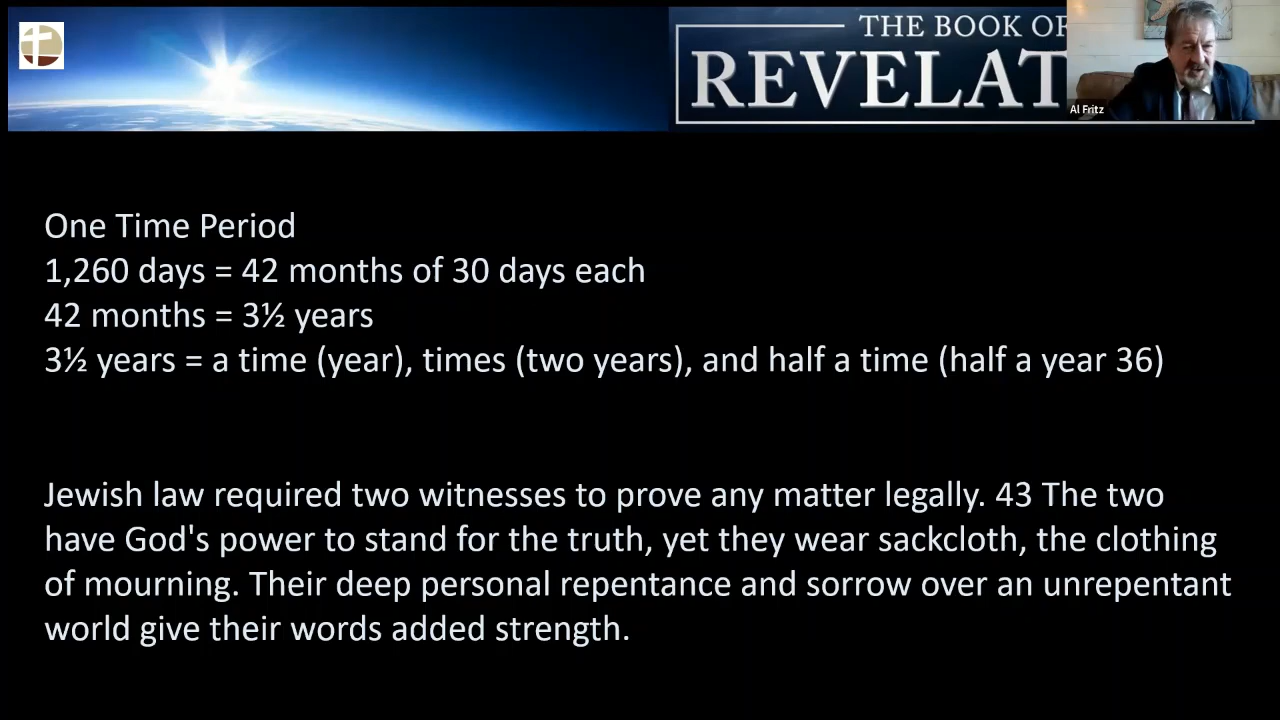 THE BOOK OF
REVELAT
Al Fritz
One Time Period
1,260 days = 42 months of 30 days each
42 months = 3½ years
3½ years = a time (year), times (two years), and half a time (half a year 36)
Jewish law required two witnesses to prove any matter legally. 43 The two
have God's power to stand for the truth, yet they wear sackcloth, the clothing
of mourning. Their deep personal repentance and sorrow over an unrepentant
world give their words added strength.